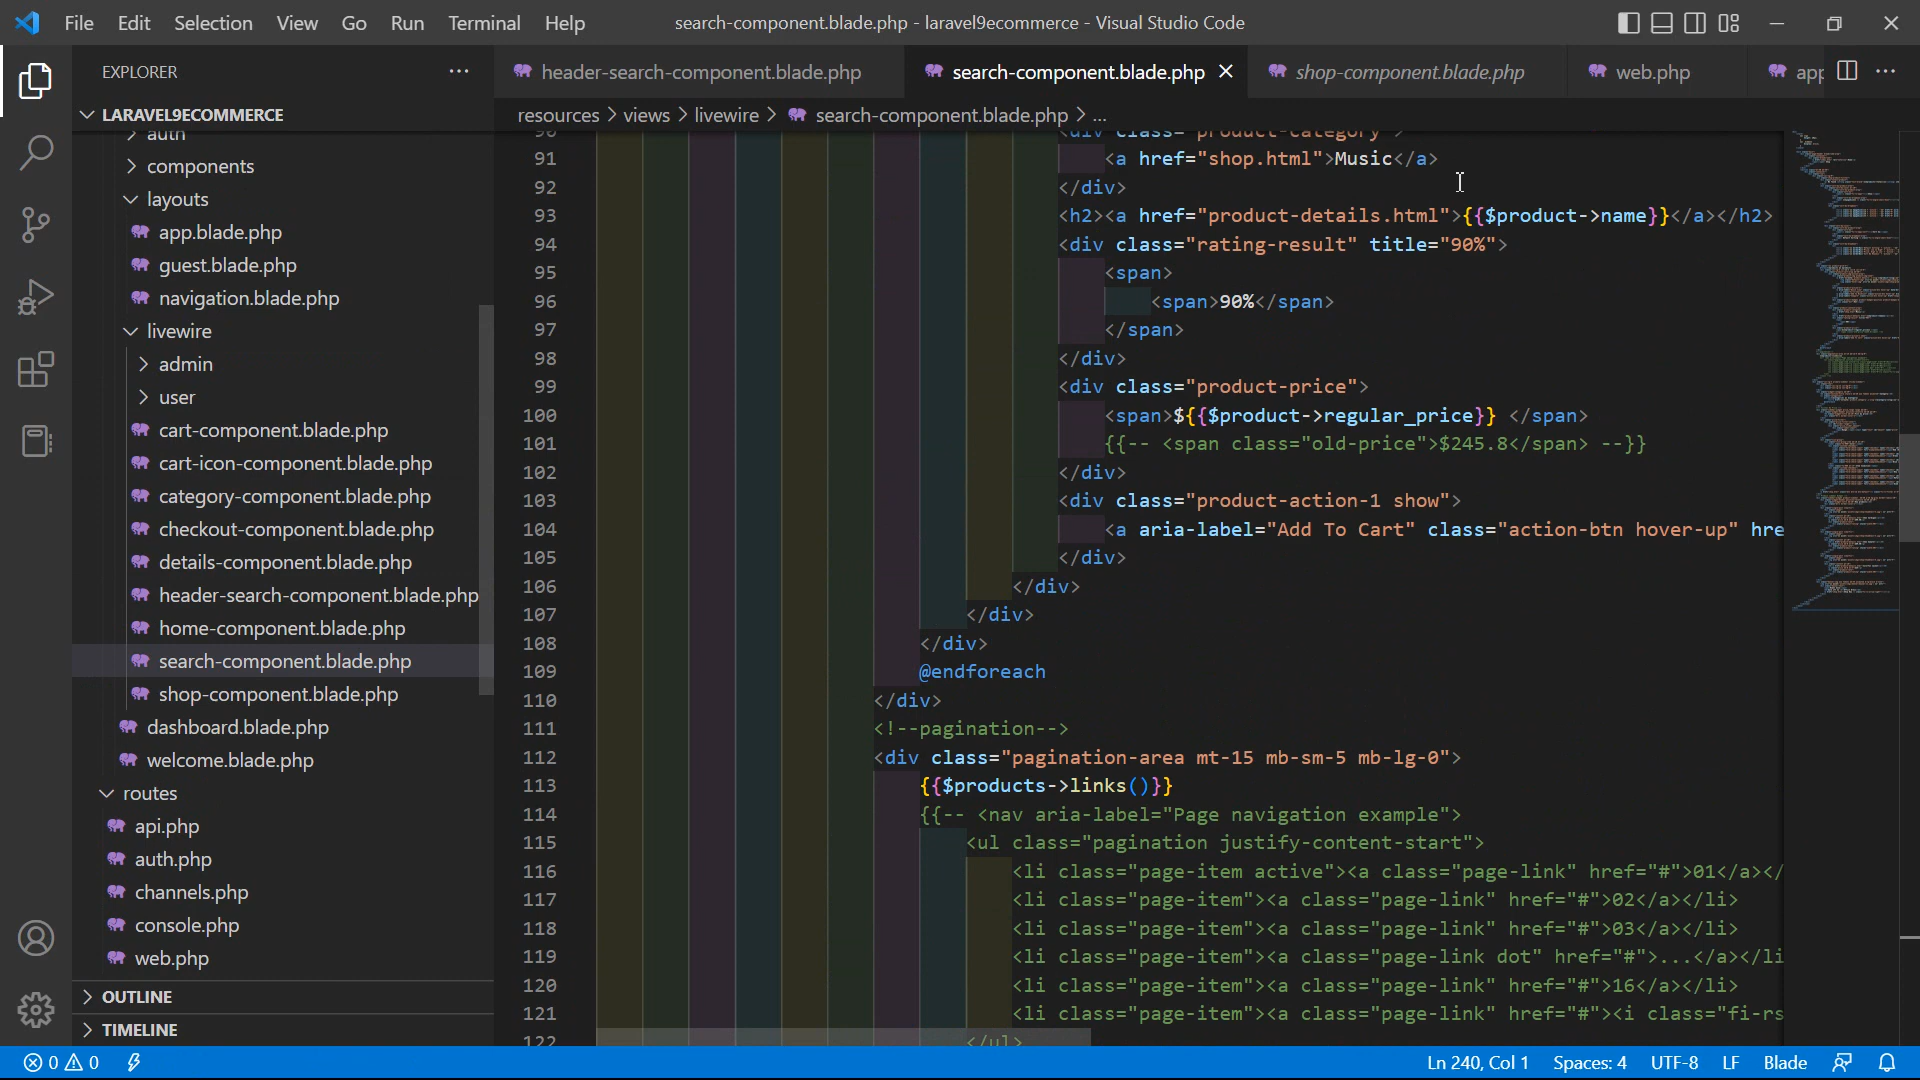 File Edit Selection View Go Run Terminal Help
search-component.blade.php - laravel9ecommerce - Visual Studio Code
EXPLORER
LARAVEL9ECOMMERCE
auth
components
layouts
app.blade.php
guest.blade.php
navigation.blade.php
livewire
admin
user
cart-component.blade.php
cart-icon-component.blade.php
category-component.blade.php
checkout-component.blade.php
details-component.blade.php
header-search-component.blade.php
home-component.blade.php
search-component.blade.php
shop-component.blade.php
dashboard.blade.php
welcome.blade.php
routes
api.php
auth.php
channels.php
console.php
web.php
OUTLINE
TIMELINE
header-search-component.blade.php search-component.blade.php shop-component.blade.php web.php app
resources > views > livewire > search-component.blade.php > ...
90 <div class="product-category">
91 <a href="shop.html">Music</a>
92 </div>
93 <h2><a href="product-details.html">{{$product->name}}</a></h2>
94 <div class="rating-result" title="90%">
95 <span>
96 <span>90%</span>
97 </span>
98 </div>
99 <div class="product-price">
100 <span>${{$product->regular_price}} </span>
101 {{-- <span class="old-price">$245.8</span> --}}
102 </div>
103 <div class="product-action-1 show">
104 <a aria-label="Add To Cart" class="action-btn hover-up" hre
105 </div>
106 </div>
107 </div>
108 </div>
109 @endforeach
110 </div>
111 <!--pagination-->
112 <div class="pagination-area mt-15 mb-sm-5 mb-lg-0">
113 {{$products->links()}}
114 {{-- <nav aria-label="Page navigation example">
115 <ul class="pagination justify-content-start">
116 <li class="page-item active"><a class="page-link" href="#">01</a></
117 <li class="page-item"><a class="page-link" href="#">02</a></li>
118 <li class="page-item"><a class="page-link" href="#">03</a></li>
119 <li class="page-item"><a class="page-link dot" href="#">...</a></li
120 <li class="page-item"><a class="page-link" href="#">16</a></li>
121 <li class="page-item"><a class="page-link" href="#"><i class="fi-rs
122 </ul>
0 0
Ln 240, Col 1 Spaces: 4 UTF-8 LF Blade